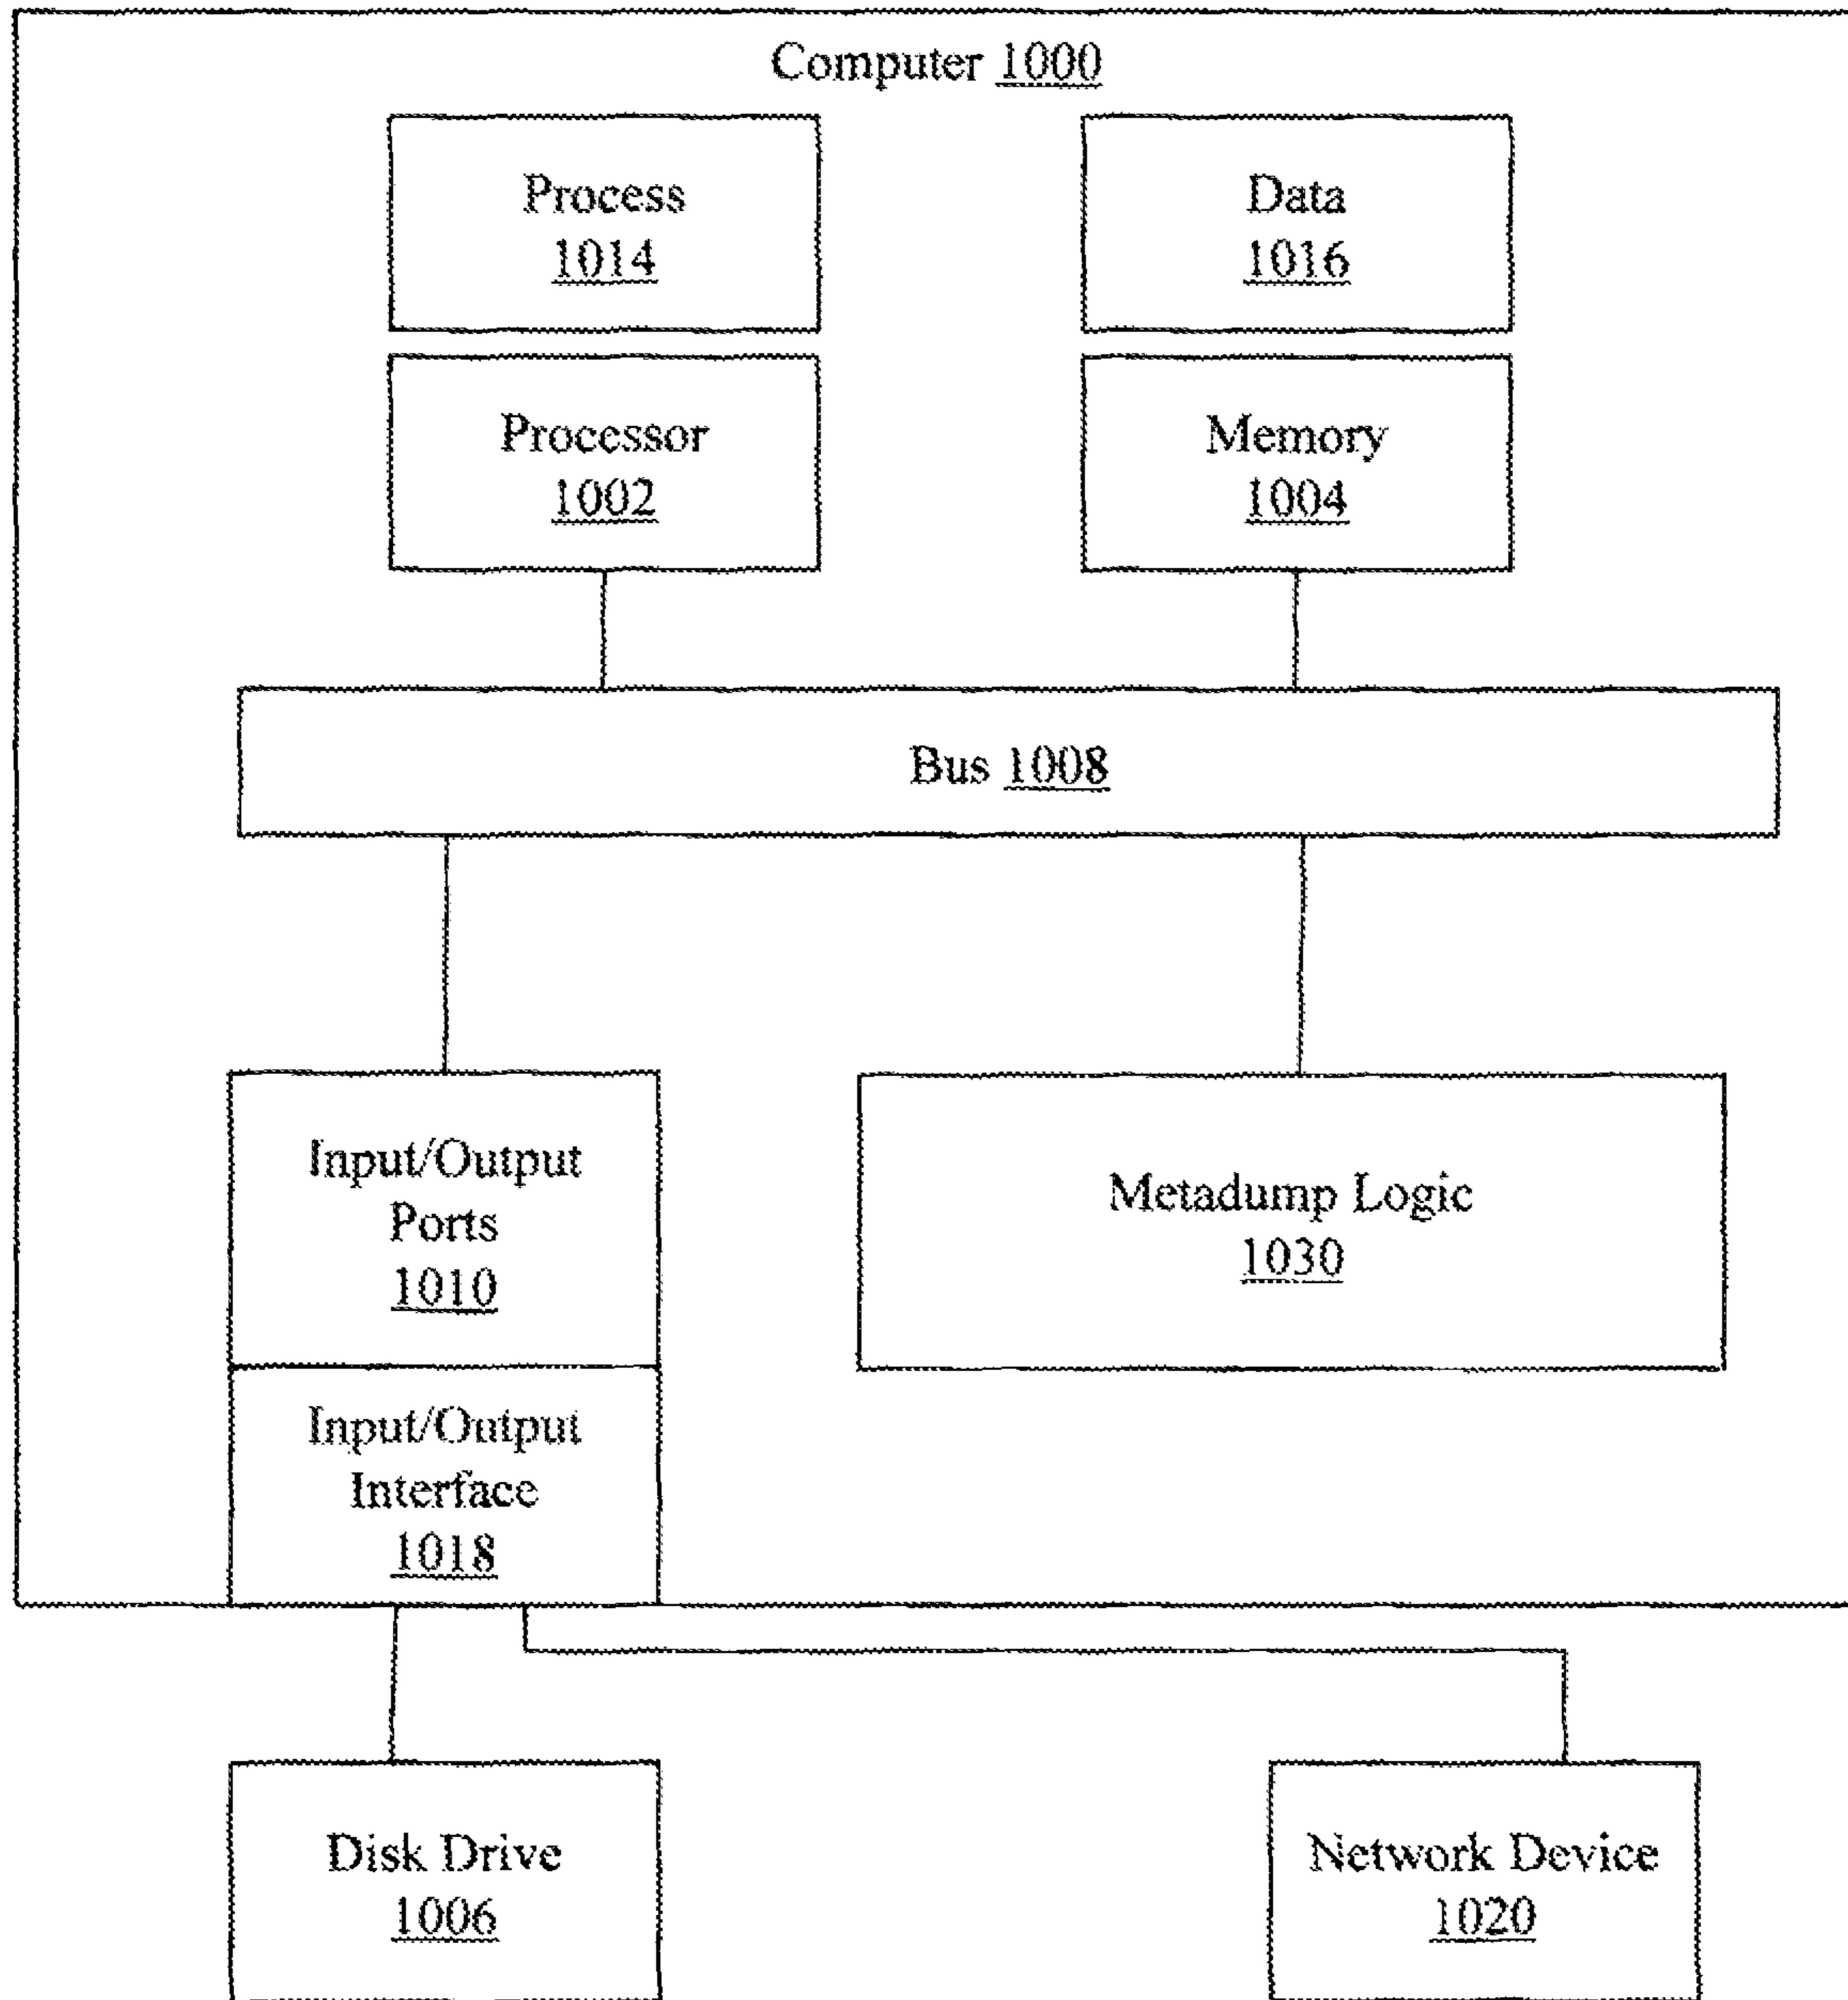 Computer 1000
Process
1014
Data
1016
Processor
1002
Memory
1004
Bus 1008
Input/Output
Ports
1010
Metadump Logic
1030
Input/Output
Interface
1018
Disk Drive
1006
Network Device
1020